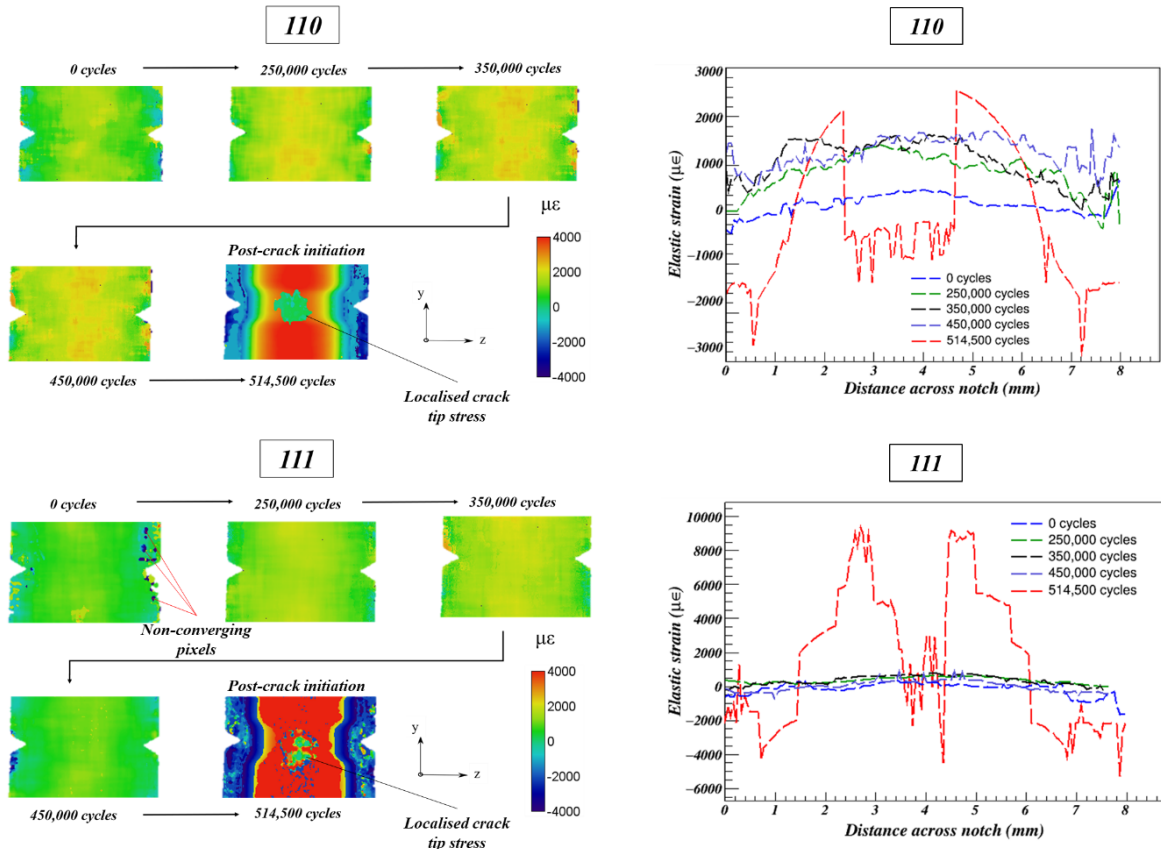 110
0 cycles
250,000 cycles
350,000 cycles
με
Post-crack initiation
4000
2000
0
-2000
-4000
y
z
450,000 cycles
514,500 cycles
Localised crack
tip stress
110
3000
2000
1000
0
−1000
−2000
−3000
Elastic strain (με)
0 cycles
250,000 cycles
350,000 cycles
450,000 cycles
514,500 cycles
0 1 2 3 4 5 6 7 8
Distance across notch (mm)
111
0 cycles
250,000 cycles
350,000 cycles
Non-converging
pixels
με
Post-crack initiation
4000
2000
0
-2000
-4000
y
z
450,000 cycles
514,500 cycles
Localised crack
tip stress
111
10000
8000
6000
4000
2000
0
−2000
−4000
−6000
Elastic strain (με)
0 cycles
250,000 cycles
350,000 cycles
450,000 cycles
514,500 cycles
0 1 2 3 4 5 6 7 8
Distance across notch (mm)